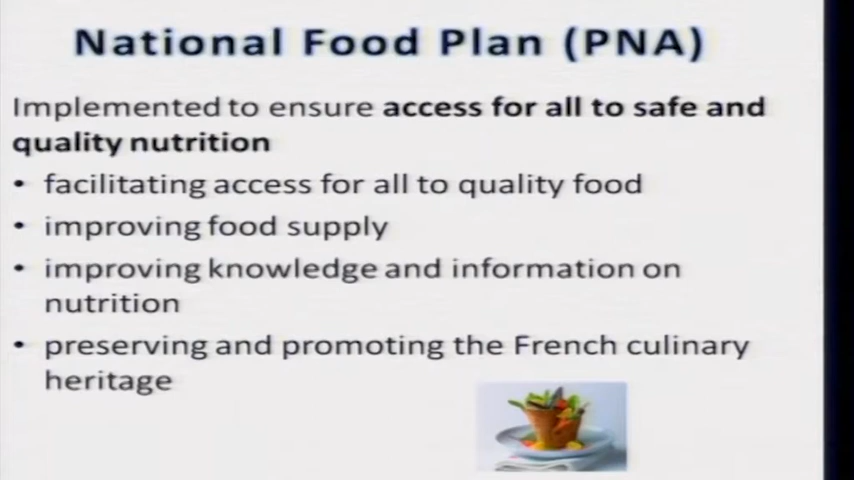 National Food Plan (PNA)
Implemented to ensure access for all to safe and
quality nutrition
• facilitating access for all to quality food
• improving food supply
• improving knowledge and information on
nutrition
• preserving and promoting the French culinary
heritage